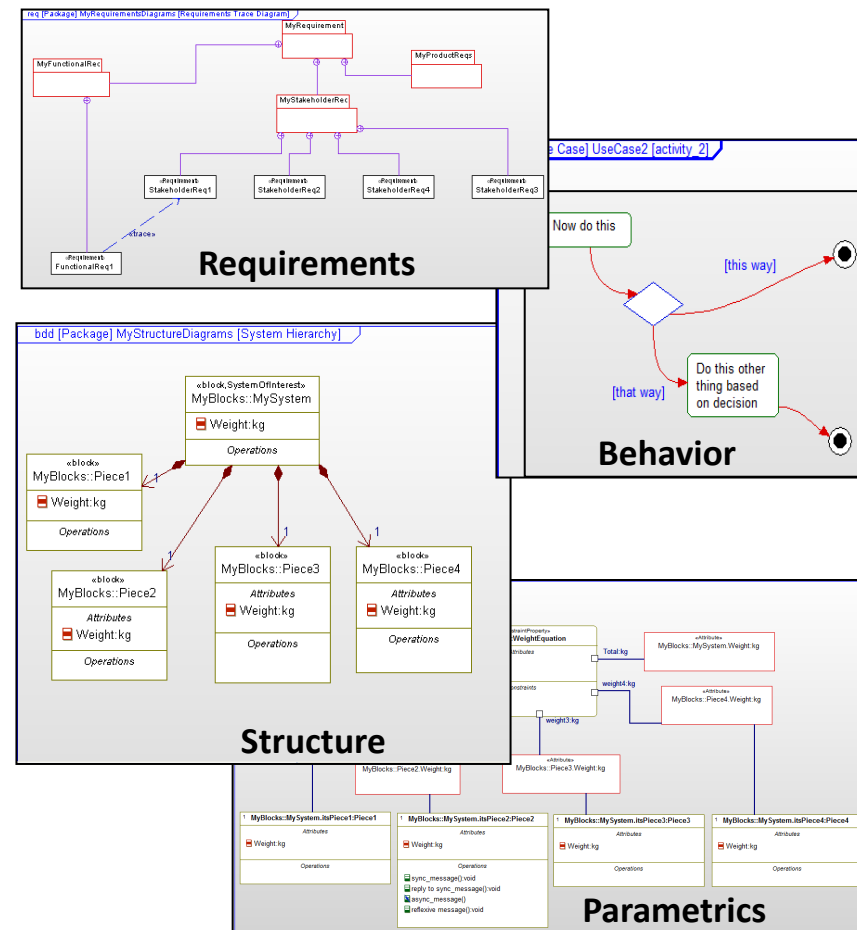 req [Package] MyRequirementsDiagrams [Requirements Trace Diagram]
MyRequirement
MyFunctionalRec
MyProductReqs
MyStakeholderRec
«Requirement»
StakeholderReq1
«Requirement»
StakeholderReq2
«Requirement»
StakeholderReq4
«Requirement»
StakeholderReq3
«trace»
«Requirement»
FunctionalReq1
Requirements
e Case] UseCase2 [activity_2]
Now do this
[this way]
[that way]
Do this other
thing based
on decision
Behavior
bdd [Package] MyStructureDiagrams [System Hierarchy]
«block,SystemOfInterest»
MyBlocks::MySystem
Weight:kg
Operations
«block»
MyBlocks::Piece1
Weight:kg
Operations
1
«block»
MyBlocks::Piece2
Attributes
Weight:kg
Operations
1
«block»
MyBlocks::Piece3
Attributes
Weight:kg
Operations
1
«block»
MyBlocks::Piece4
Attributes
Weight:kg
Operations
1
Structure
straintProperty»
:WeightEquation
Attributes
onstraints
Total:kg
weight4:kg
weight3:kg
«Attribute»
MyBlocks::MySystem.Weight:kg
«Attribute»
MyBlocks::Piece4.Weight:kg
MyBlocks::Piece2.Weight:kg
«Attribute»
MyBlocks::Piece3.Weight:kg
1 MyBlocks::MySystem.itsPiece1:Piece1
Attributes
Weight:kg
Operations
1 MyBlocks::MySystem.itsPiece2:Piece2
Attributes
Weight:kg
Operations
sync_message():void
reply to sync_message():void
async_message()
reflexive message():void
1 MyBlocks::MySystem.itsPiece3:Piece3
Attributes
Weight:kg
Operations
1 MyBlocks::MySystem.itsPiece4:Piece4
Attributes
Weight:kg
Operations
Parametrics